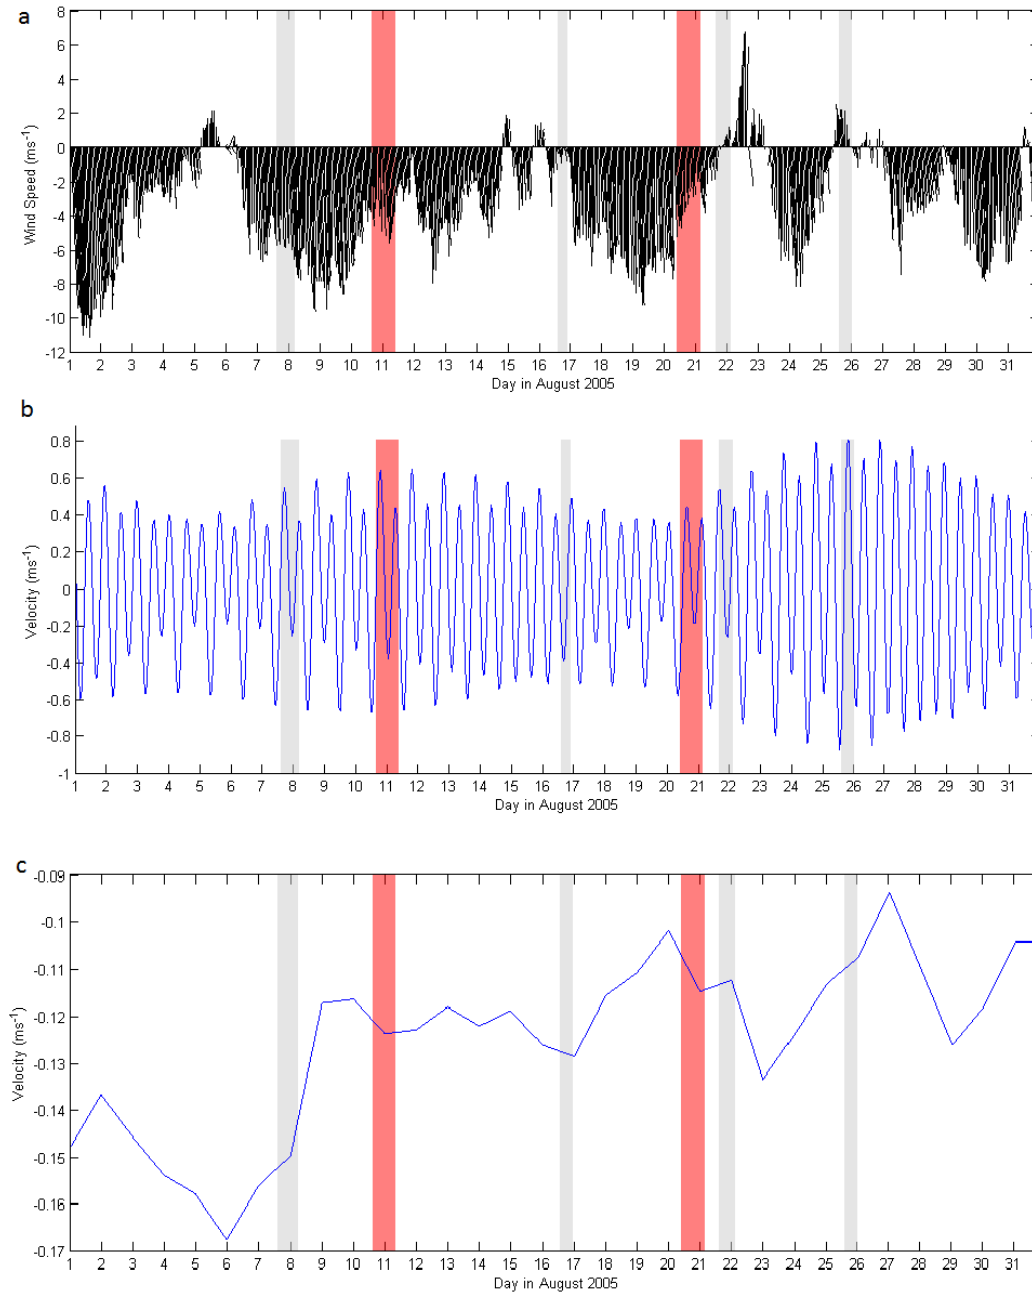 a
8
6
4
2
0
-2
-4
-6
-8
-10
-12
Wind Speed (ms⁻¹)
1 2 3 4 5 6 7 8 9 10 11 12 13 14 15 16 17 18 19 20 21 22 23 24 25 26 27 28 29 30 31
Day in August 2005
b
0.8
0.6
0.4
0.2
0
-0.2
-0.4
-0.6
-0.8
-1
Velocity (ms⁻¹)
1 2 3 4 5 6 7 8 9 10 11 12 13 14 15 16 17 18 19 20 21 22 23 24 25 26 27 28 29 30 31
Day in August 2005
c
-0.09
-0.1
-0.11
-0.12
-0.13
-0.14
-0.15
-0.16
-0.17
Velocity (ms⁻¹)
1 2 3 4 5 6 7 8 9 10 11 12 13 14 15 16 17 18 19 20 21 22 23 24 25 26 27 28 29 30 31
Day in August 2005